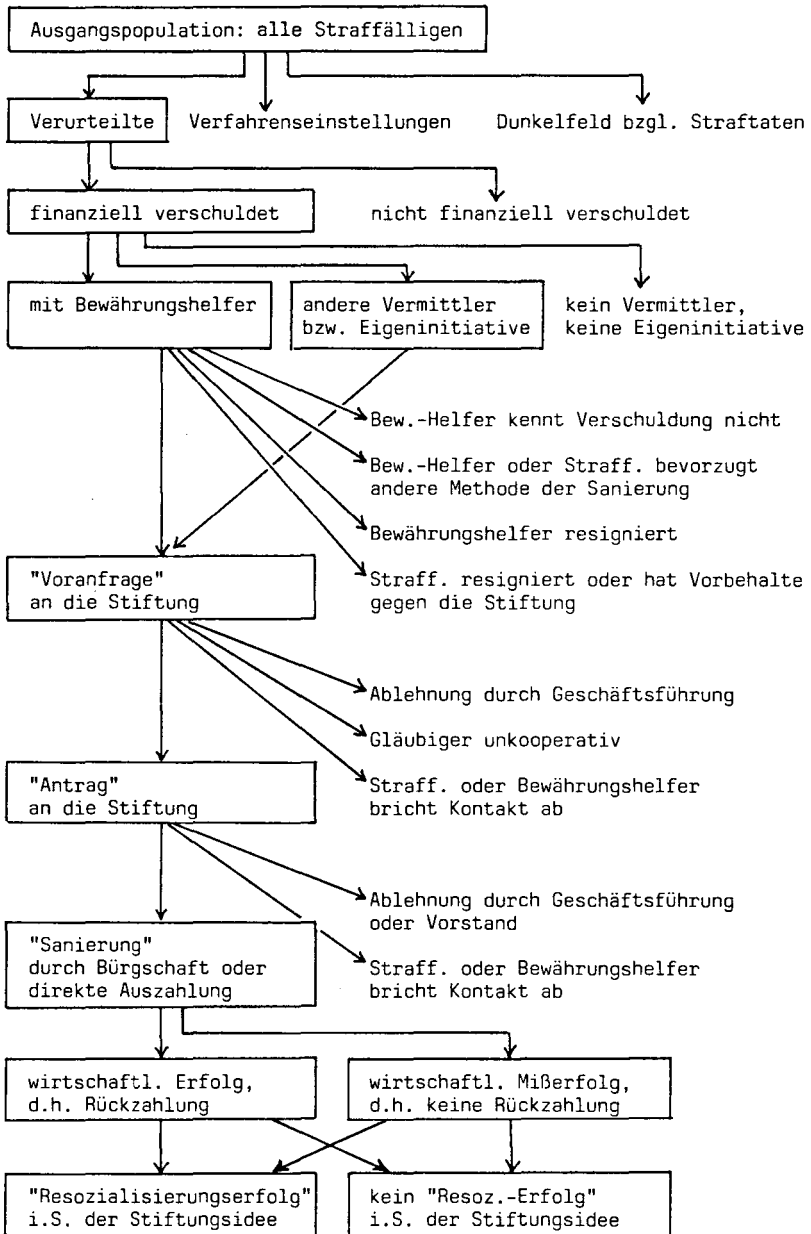 Ausgangspopulation: alle Straffälligen
Verurteilte Verfahrenseinstellungen Dunkelfeld bzgl. Straftaten
finanziell verschuldet nicht finanziell verschuldet
mit Bewährungshelfer
andere Vermittler
bzw. Eigeninitiative
kein Vermittler,
keine Eigeninitiative
Bew.-Helfer kennt Verschuldung nicht
Bew.-Helfer oder Straff. bevorzugt
andere Methode der Sanierung
Bewährungshelfer resigniert
Straff. resigniert oder hat Vorbehalte
gegen die Stiftung
"Voranfrage"
an die Stiftung
Ablehnung durch Geschäftsführung
Gläubiger unkooperativ
Straff. oder Bewährungshelfer
bricht Kontakt ab
"Antrag"
an die Stiftung
Ablehnung durch Geschäftsführung
oder Vorstand
Straff. oder Bewährungshelfer
bricht Kontakt ab
"Sanierung"
durch Bürgschaft oder
direkte Auszahlung
wirtschaftl. Erfolg,
d.h. Rückzahlung
wirtschaftl. Mißerfolg,
d.h. keine Rückzahlung
"Resozialisierungserfolg"
i.S. der Stiftungsidee
kein "Resoz.-Erfolg"
i.S. der Stiftungsidee